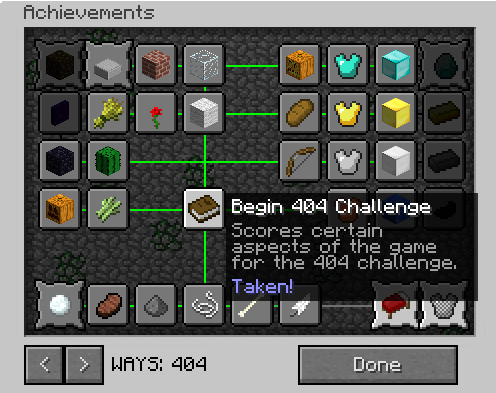 Achievements
Begin 404 Challenge
Scores certain
aspects of the game
for the 404 challenge.
Taken!
< > WAYS: 404 Done